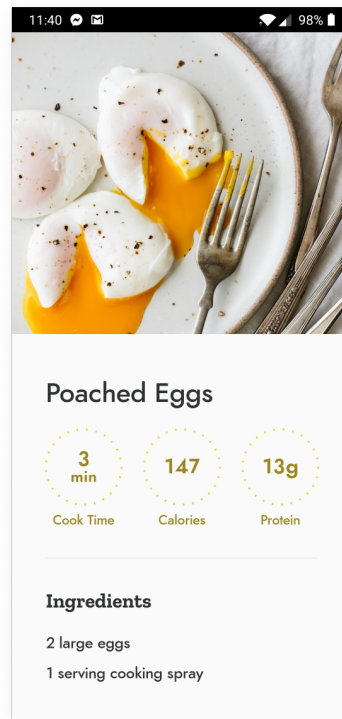 11:40
98%
Poached Eggs
3
min
147
13g
Cook Time
Calories
Protein
Ingredients
2 large eggs
1 serving cooking spray